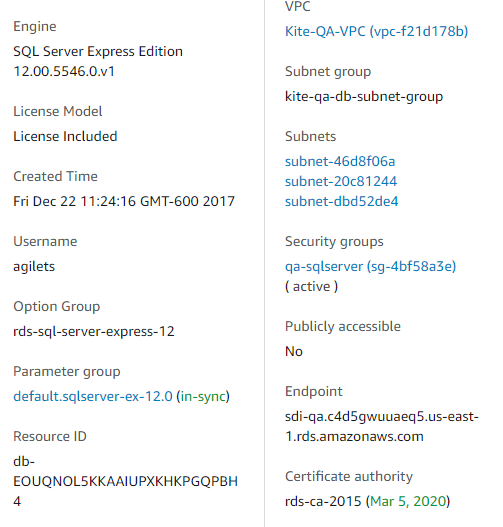 Engine
SQL Server Express Edition
12.00.5546.0.v1
License Model
License Included
Created Time
Fri Dec 22 11:24:16 GMT-600 2017
Username
agilets
Option Group
rds-sql-server-express-12
Parameter group
default.sqlserver-ex-12.0 (in-sync)
Resource ID
db-
EOUQNOL5KKAAIUPXKHKPGQPBH
4
VPC
Kite-QA-VPC (vpc-f21d178b)
Subnet group
kite-qa-db-subnet-group
Subnets
subnet-46d8f06a
subnet-20c81244
subnet-dbd52de4
Security groups
qa-sqlserver (sg-4bf58a3e)
( active )
Publicly accessible
No
Endpoint
sdi-qa.c4d5gwuuaeq5.us-east-
1.rds.amazonaws.com
Certificate authority
rds-ca-2015 (Mar 5, 2020)